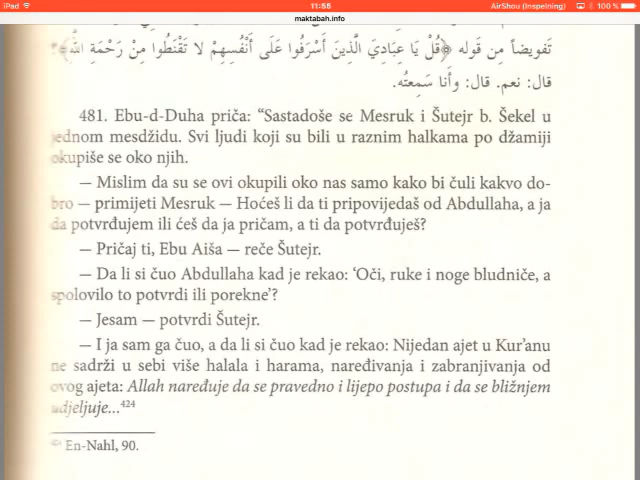 iPad
11:55
AirShou (Inspelning)
100 %
maktabah.info
تَفويضاً مِن قَوله ﴿قُلْ يَا عِبَادِيَ الَّذِينَ أَسْرَفُوا عَلَى أَنْفُسِهِمْ لا تَقْنَطُوا مِنْ رَحْمَةِ اللهِ﴾؟
قال: نعم. قال: وأنا سَمِعتُه.
481. Ebu-d-Duha priča: “Sastadoše se Mesruk i Šutejr b. Šekel u
jednom mesdžidu. Svi ljudi koji su bili u raznim halkama po džamiji
okupiše se oko njih.
— Mislim da su se ovi okupili oko nas samo kako bi čuli kakvo do-
bro — primijeti Mesruk — Hoćeš li da ti pripovijedaš od Abdullaha, a ja
da potvrđujem ili ćeš da ja pričam, a ti da potvrđuješ?
— Pričaj ti, Ebu Aiša — reče Šutejr.
— Da li si čuo Abdullaha kad je rekao: ‘Oči, ruke i noge bludniče, a
spolovilo to potvrdi ili porekne’?
— Jesam — potvrdi Šutejr.
— I ja sam ga čuo, a da li si čuo kad je rekao: Nijedan ajet u Kur’anu
ne sadrži u sebi više halala i harama, naređivanja i zabranjivanja od
ovog ajeta: Allah naređuje da se pravedno i lijepo postupa i da se bližnjem
udjeljuje...424
424 En-Nahl, 90.